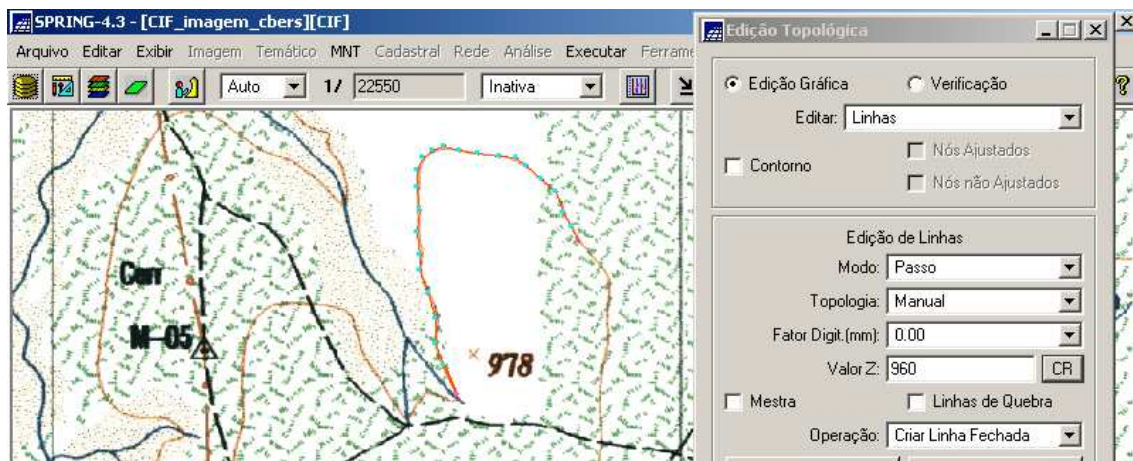 SPRING-4.3 - [CIF_imagem_cbers][CIF]
Arquivo Editar Exibir Imagem Temático MNT Cadastral Rede Análise Executar Ferrame
Auto 1/ 22550 Inativa
Cerr
M-05
978
Edição Topológica
Edição Gráfica Verificação
Editar: Linhas
Contorno
Nós Ajustados
Nós não Ajustados
Edição de Linhas
Modo: Passo
Topologia: Manual
Fator Digit.(mm): 0.00
Valor Z: 960 CR
Mestra Linhas de Quebra
Operação: Criar Linha Fechada